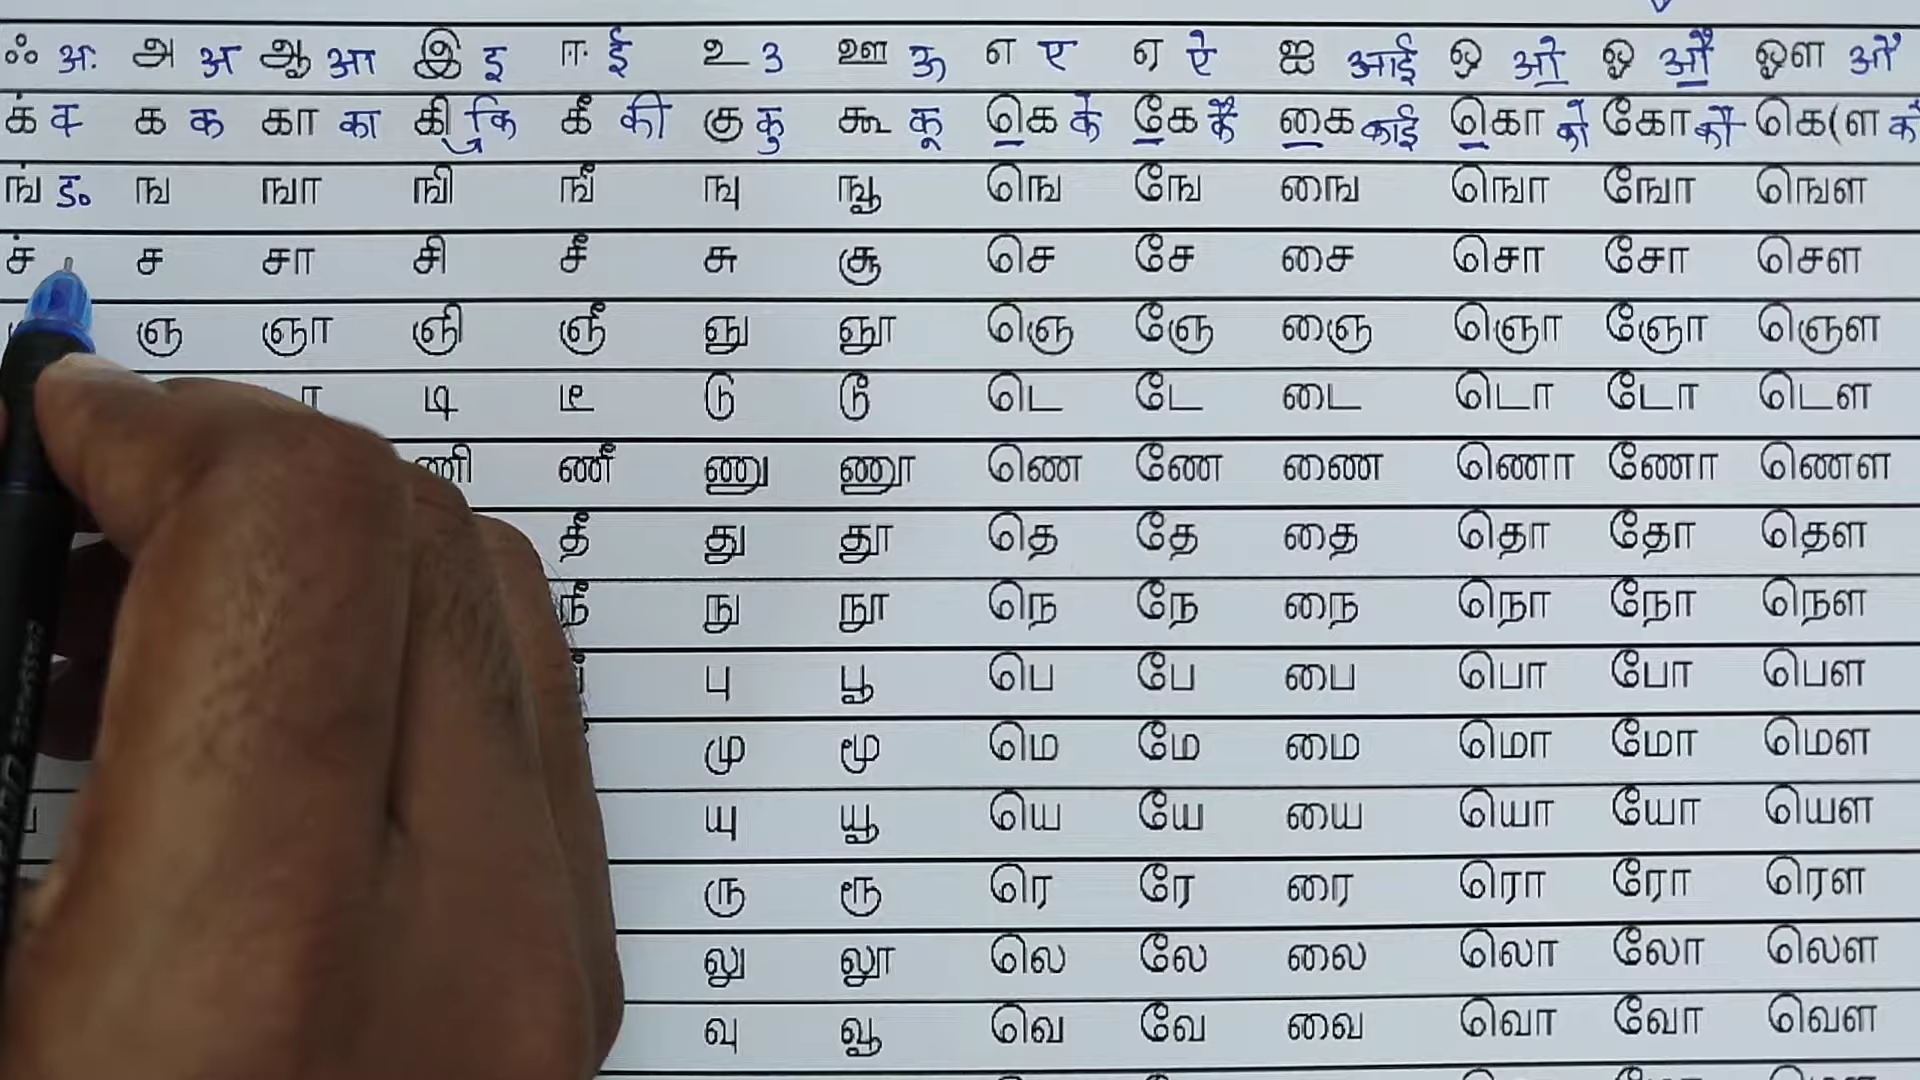 ஃ अः அ अ ஆ आ இ इ ஈ ई உ उ ஊ ऊ எ ए ஏ ऐ ஐ आई ஒ ओ ஓ औ ஔ औ
க் क் க क கா का கி कि கீ की கு कु கூ कू கெ के கே कै கை काई கொ को கோ कौ கௌ कौ
ங் ङ ங ஙா ஙி ஙீ ஙு ஙூ ஙெ ஙே ஙை ஙொ ஙோ ஙௌ
ச் ச சா சி சீ சு சூ செ சே சை சொ சோ சௌ
ஞ ஞா ஞி ஞீ ஞு ஞூ ஞெ ஞே ஞை ஞொ ஞோ ஞௌ
டி டீ டு டூ டெ டே டை டொ டோ டௌ
ணி ணீ ணு ணூ ணெ ணே ணை ணொ ணோ ணௌ
தீ து தூ தெ தே தை தொ தோ தௌ
நீ நு நூ நெ நே நை நொ நோ நௌ
பு பூ பெ பே பை பொ போ பௌ
மு மூ மெ மே மை மொ மோ மௌ
யு யூ யெ யே யை யொ யோ யௌ
ரு ரூ ரெ ரே ரை ரொ ரோ ரௌ
லு லூ லெ லே லை லொ லோ லௌ
வு வூ வெ வே வை வொ வோ வௌ